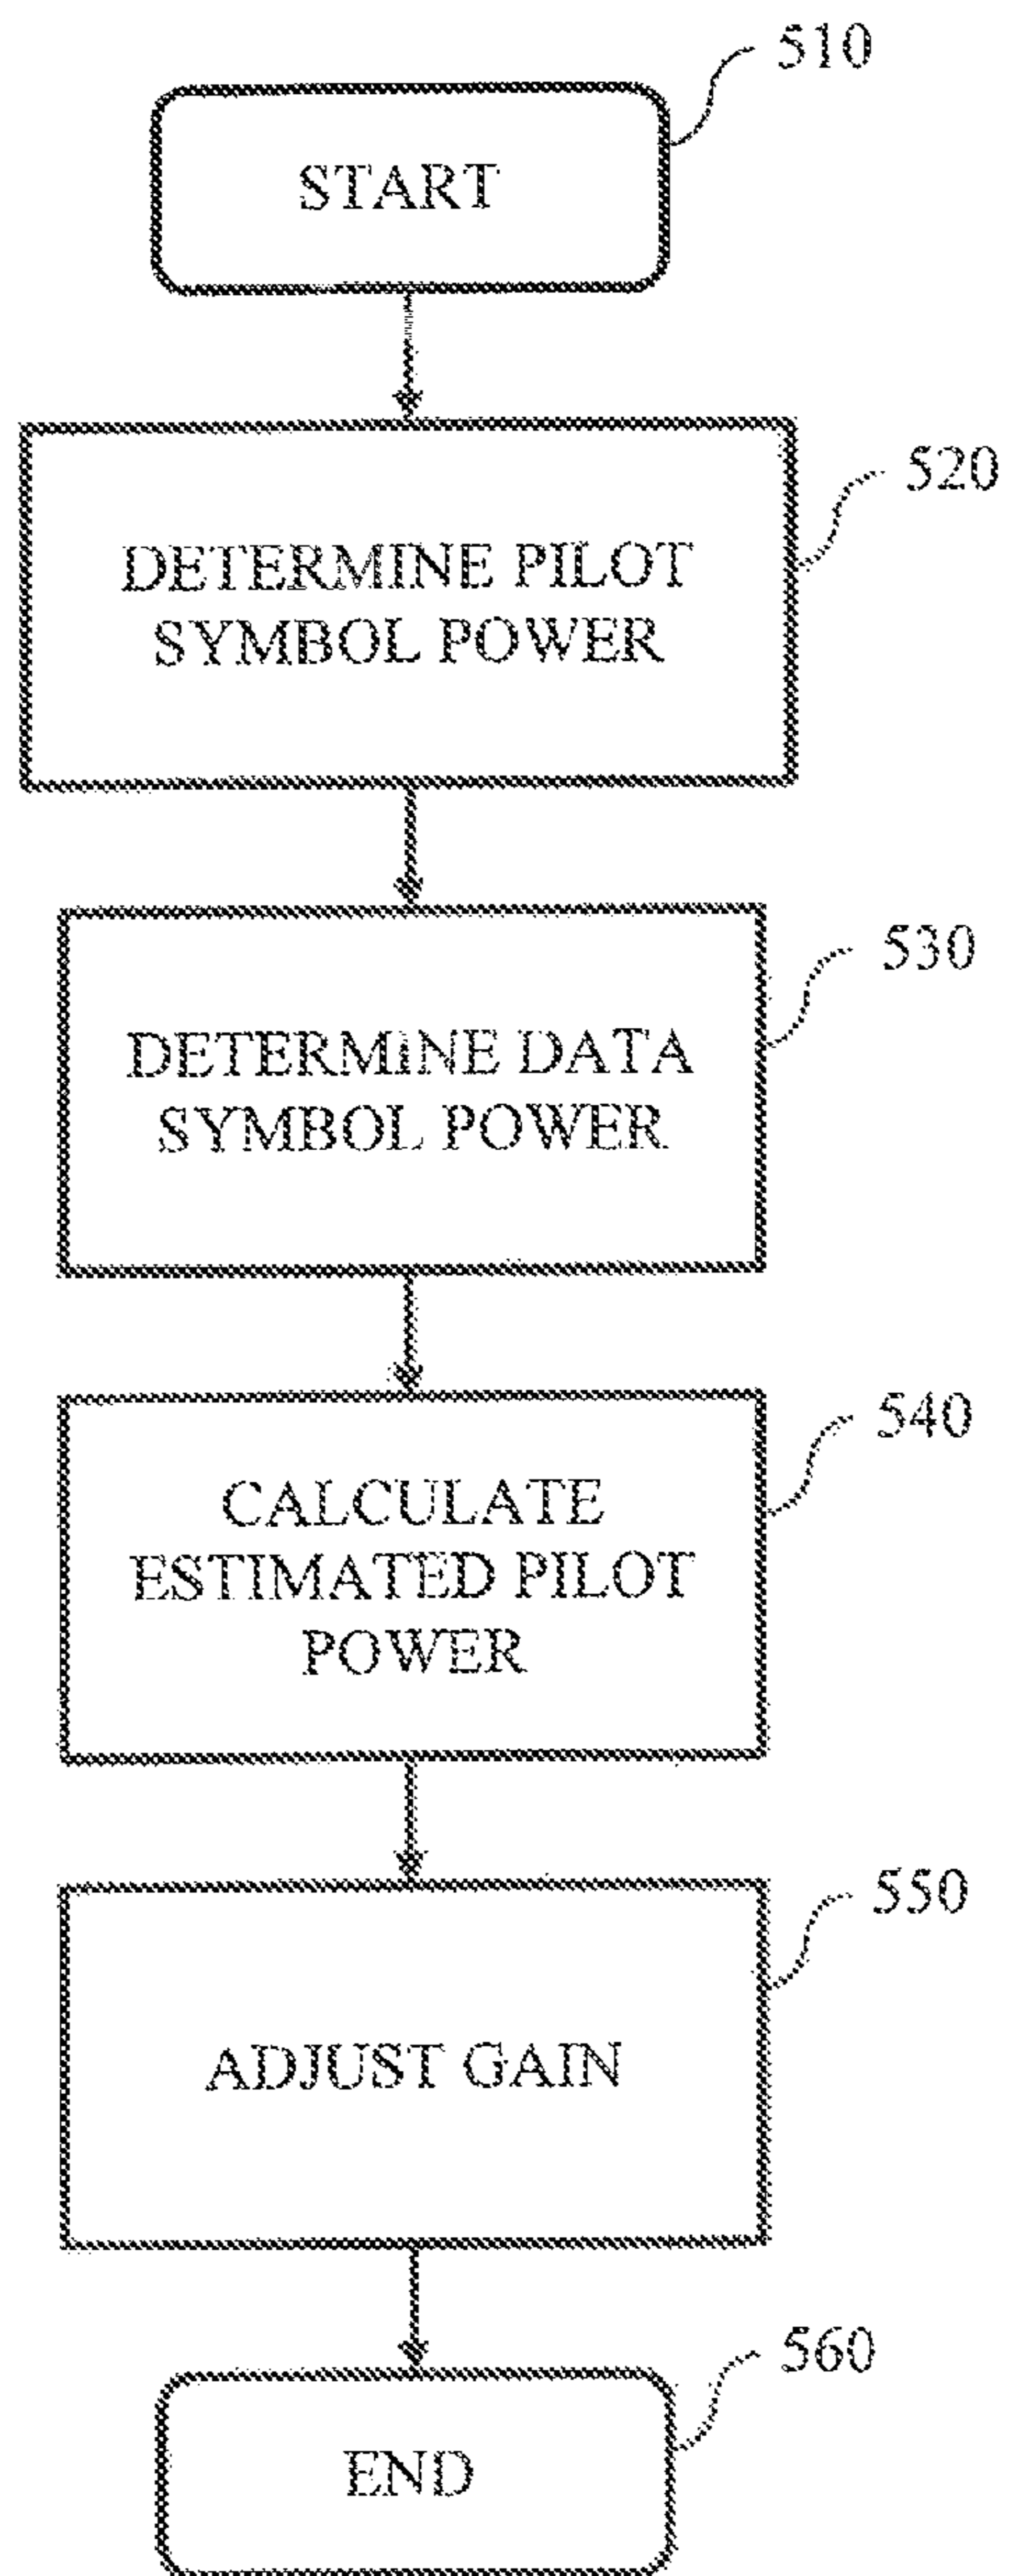 510
START
520
DETERMINE PILOT
SYMBOL POWER
530
DETERMINE DATA
SYMBOL POWER
540
CALCULATE
ESTIMATED PILOT
POWER
550
ADJUST GAIN
560
END